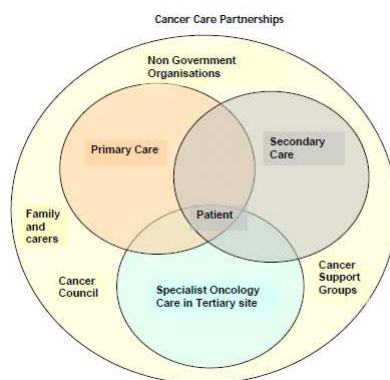 Cancer Care Partnerships
Non Government
Organisations
Primary Care
Secondary
Care
Family
and
carers
Patient
Cancer
Council
Specialist Oncology
Care in Tertiary site
Cancer
Support
Groups